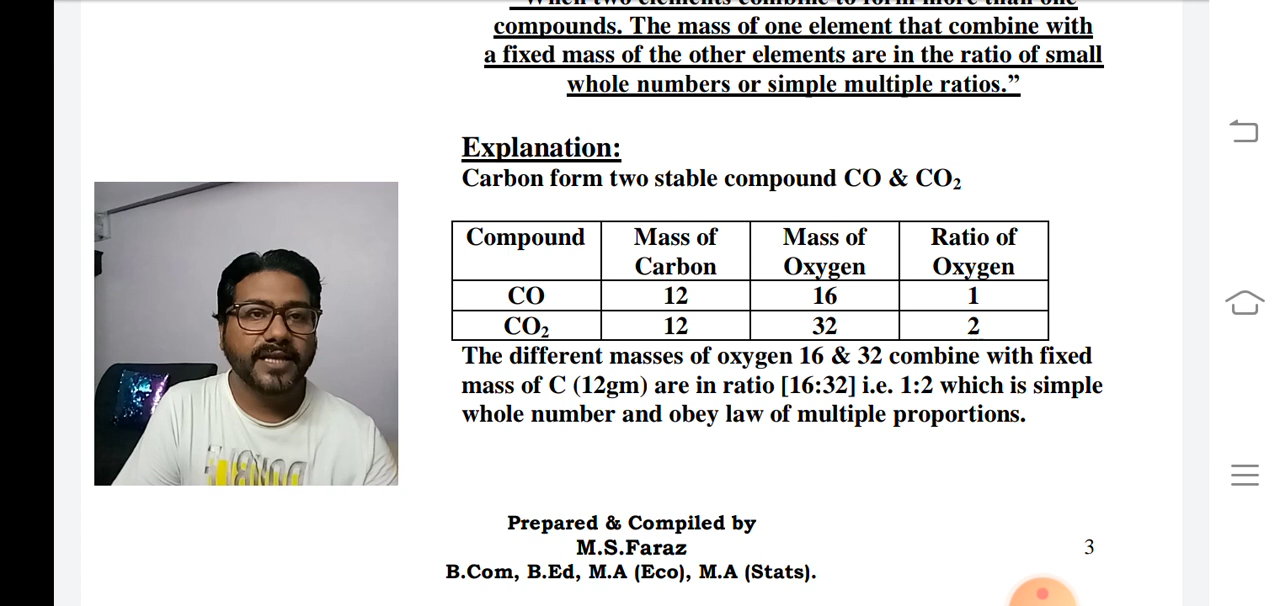 compounds. The mass of one element that combine with
a fixed mass of the other elements are in the ratio of small
whole numbers or simple multiple ratios.”
Explanation:
Carbon form two stable compound CO & CO₂
Compound Mass of Carbon Mass of Oxygen Ratio of Oxygen
CO 12 16 1
CO₂ 12 32 2
The different masses of oxygen 16 & 32 combine with fixed
mass of C (12gm) are in ratio [16:32] i.e. 1:2 which is simple
whole number and obey law of multiple proportions.
Prepared & Compiled by
M.S.Faraz
B.Com, B.Ed, M.A (Eco), M.A (Stats).
3